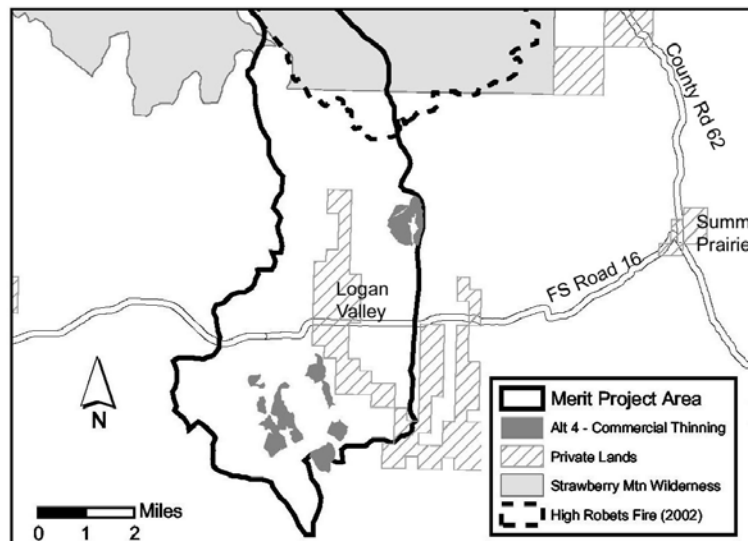 County Rd 62
Summ
Prairie
FS Road 16
Logan
Valley
N
Miles
0 1 2
Merit Project Area
Alt 4 - Commercial Thinning
Private Lands
Strawberry Mtn Wilderness
High Robets Fire (2002)